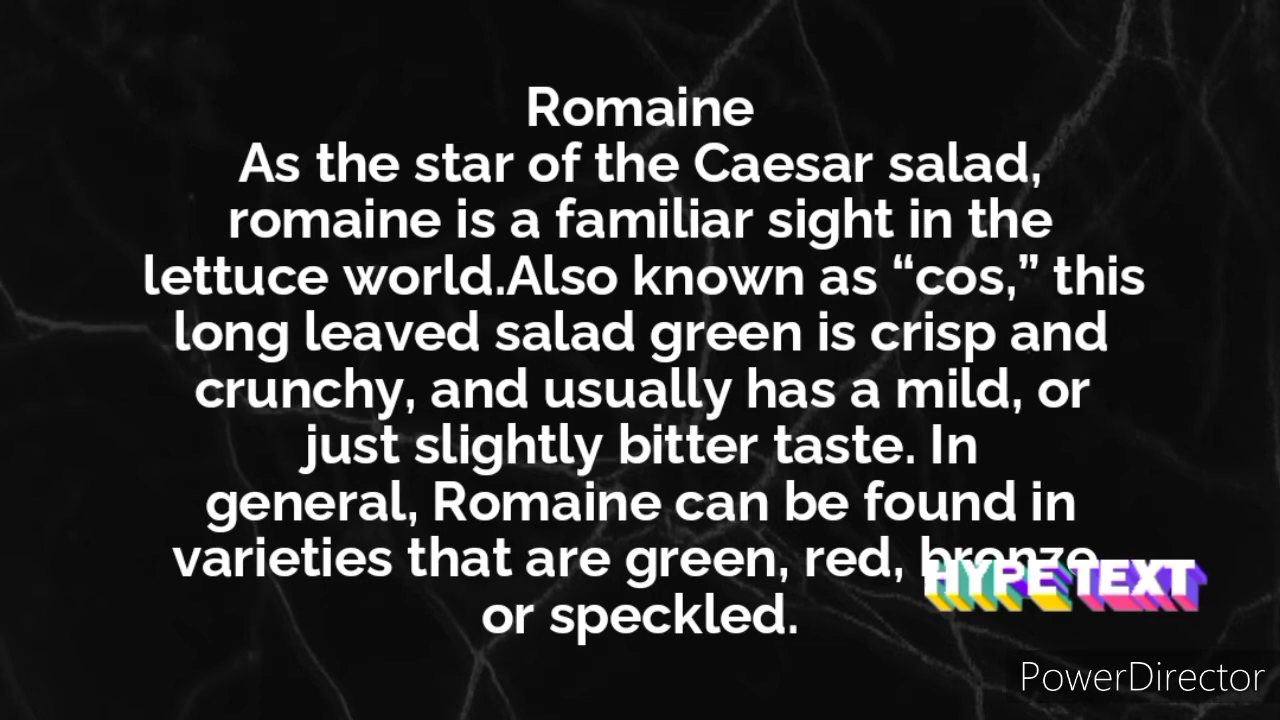 Romaine
As the star of the Caesar salad,
romaine is a familiar sight in the
lettuce world.Also known as “cos,” this
long leaved salad green is crisp and
crunchy, and usually has a mild, or
just slightly bitter taste. In
general, Romaine can be found in
varieties that are green, red, bronze
or speckled.
HYPE TEXT
PowerDirector